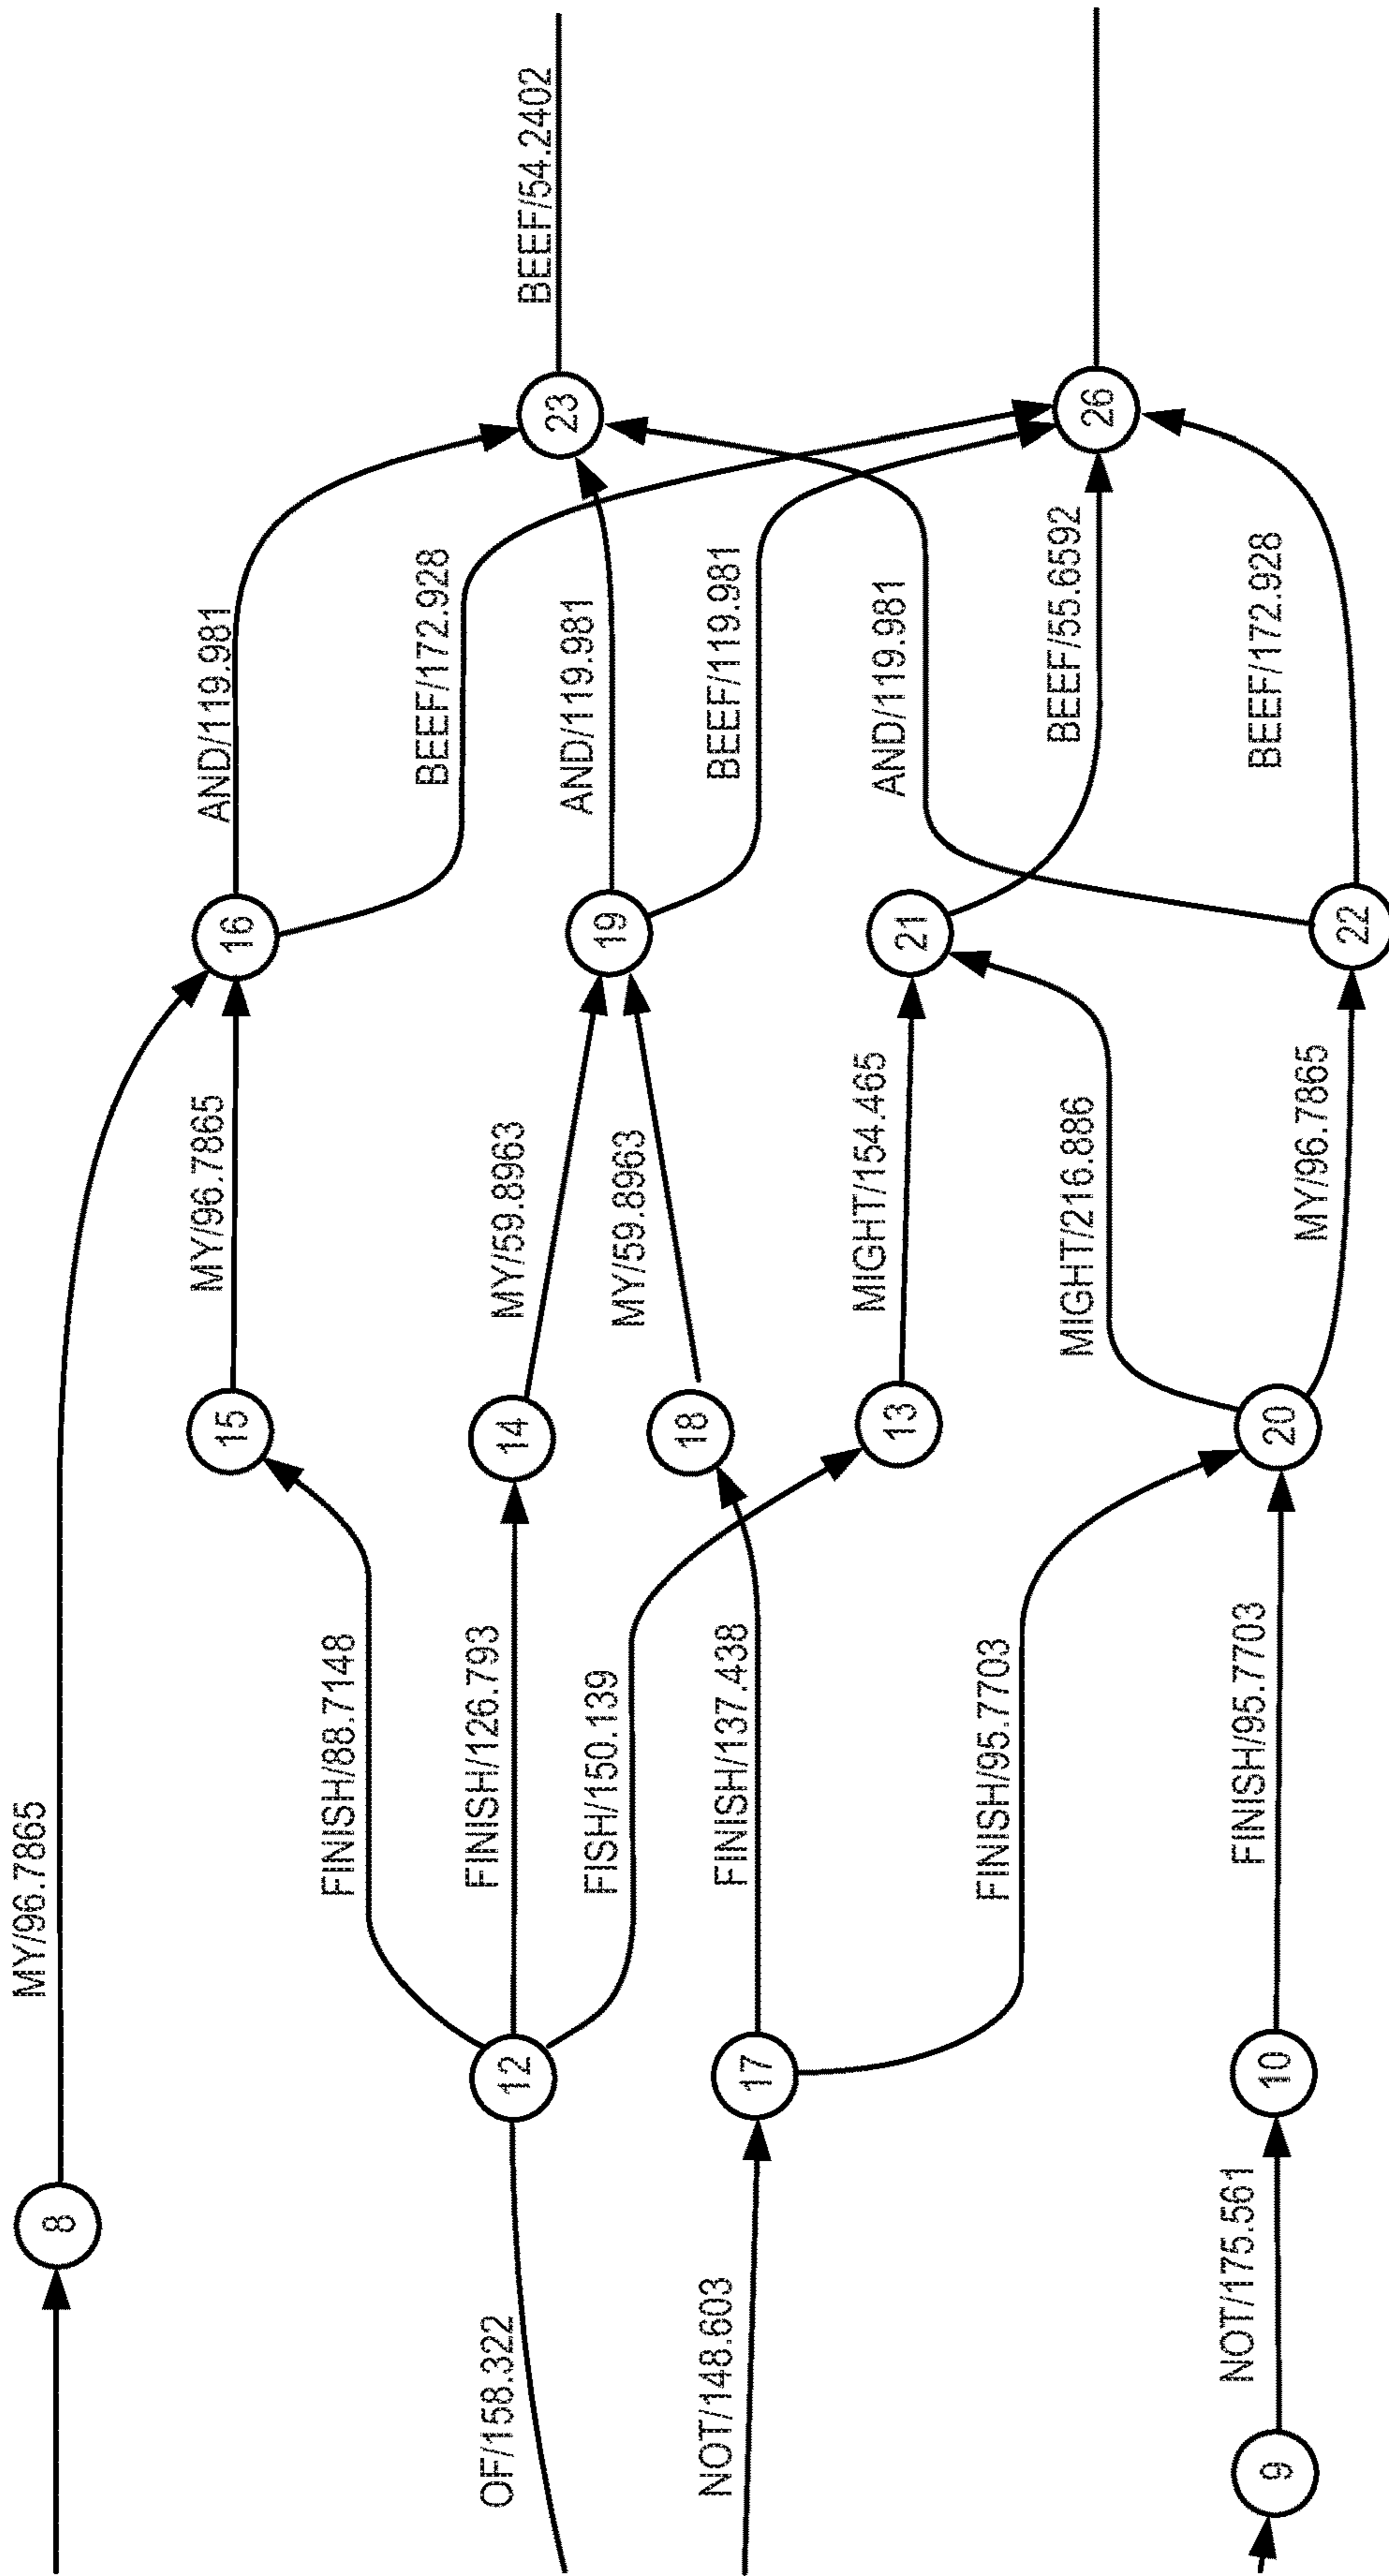 8
MY/96.7865
16
AND/119.981
BEEF/172.928
15
MY/96.7865
FINISH/88.7148
OF/158.322
12
FINISH/126.793
14
MY/59.8963
19
AND/119.981
23
BEEF/54.2402
FISH/150.139
MY/59.8963
18
BEEF/119.981
NOT/148.603
17
FINISH/137.438
13
MIGHT/154.465
21
AND/119.981
FINISH/95.7703
MIGHT/216.886
BEEF/55.6592
26
9
NOT/175.561
10
FINISH/95.7703
20
MY/96.7865
22
BEEF/172.928